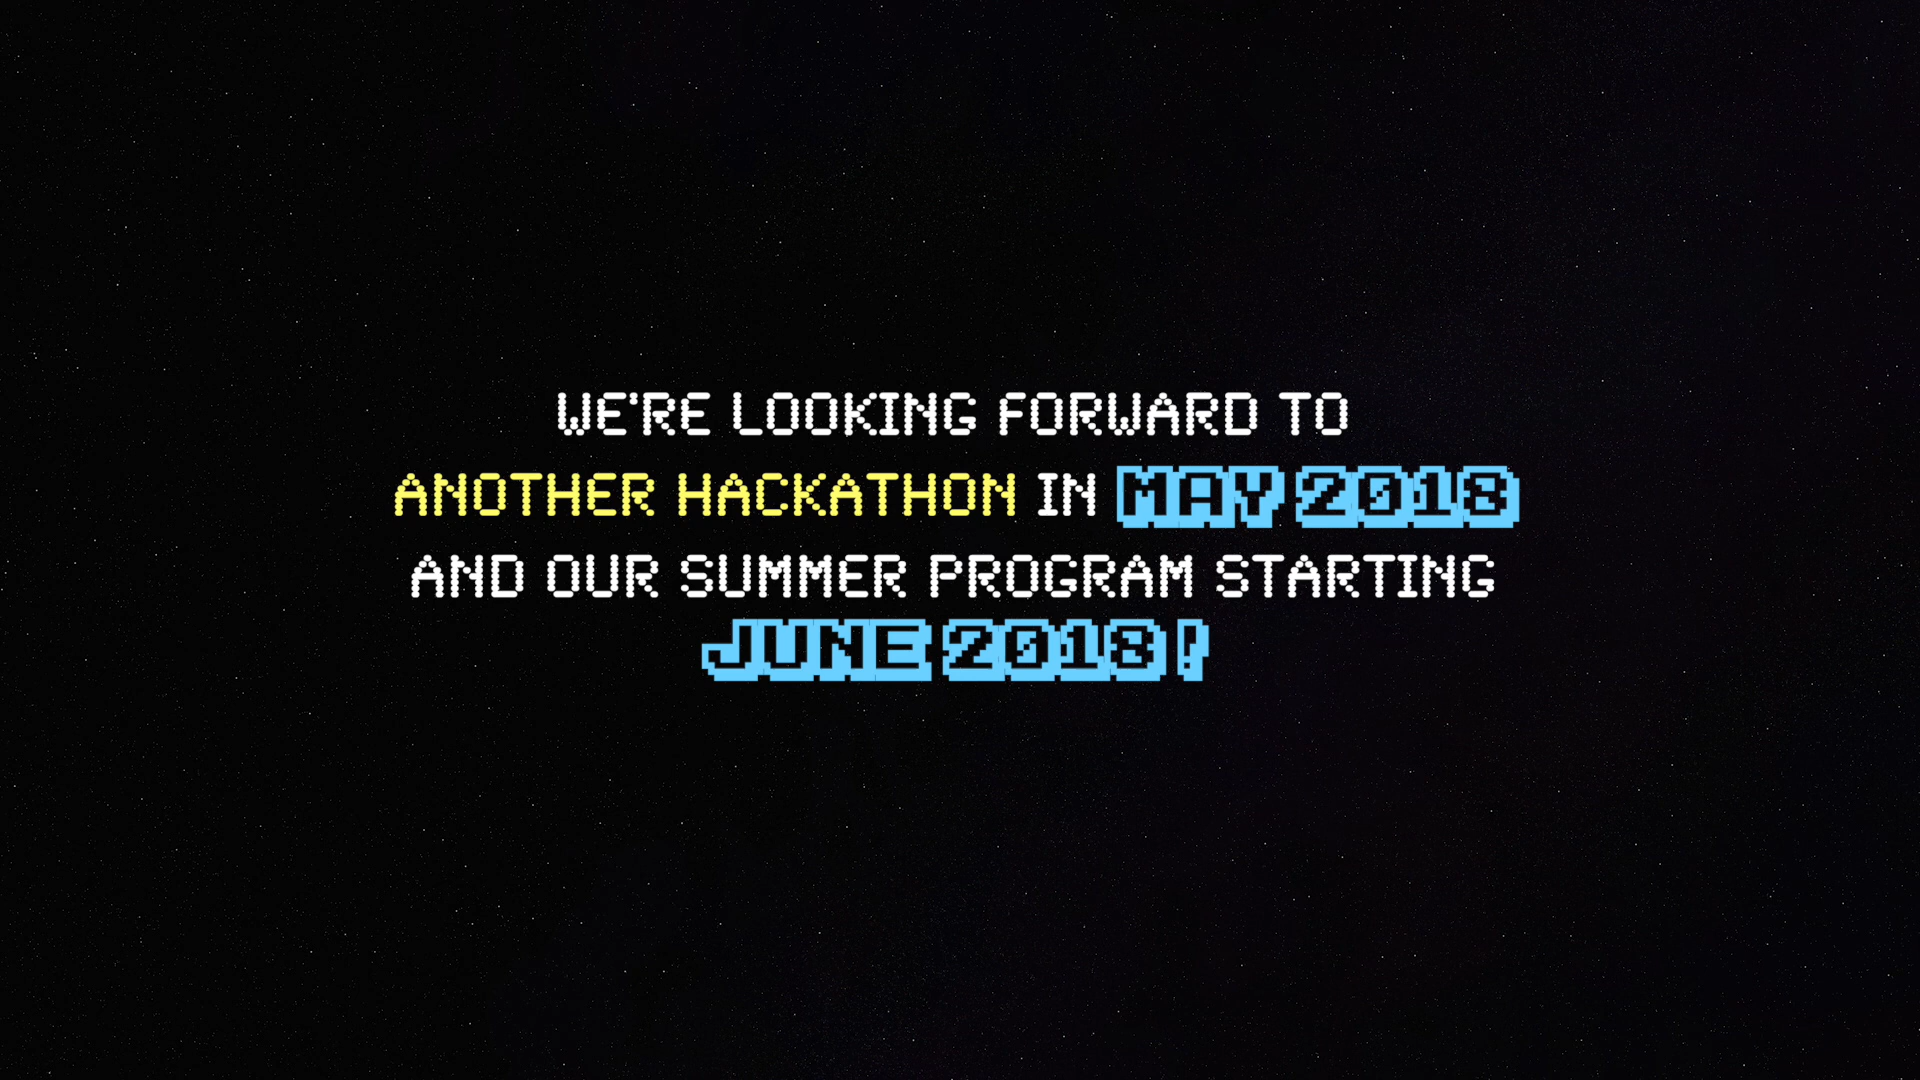 WE'RE LOOKING FORWARD TO
ANOTHER HACKATHON IN MAY 2018
AND OUR SUMMER PROGRAM STARTING
JUNE 2018!